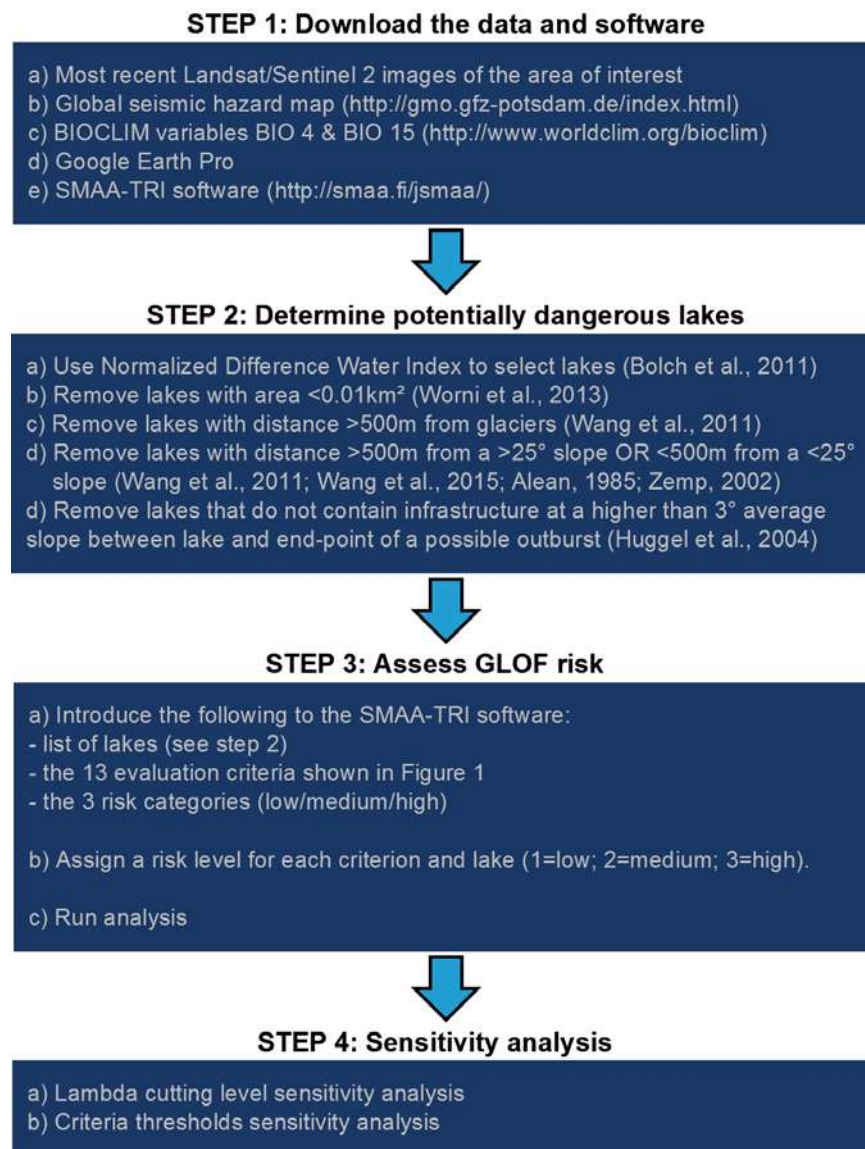 STEP 1: Download the data and software
a) Most recent Landsat/Sentinel 2 images of the area of interest
b) Global seismic hazard map (http://gmo.gfz-potsdam.de/index.html)
c) BIOCLIM variables BIO 4 & BIO 15 (http://www.worldclim.org/bioclim)
d) Google Earth Pro
e) SMAA-TRI software (http://smaa.fi/jsmaa/)
STEP 2: Determine potentially dangerous lakes
a) Use Normalized Difference Water Index to select lakes (Bolch et al., 2011)
b) Remove lakes with area <0.01km² (Worni et al., 2013)
c) Remove lakes with distance >500m from glaciers (Wang et al., 2011)
d) Remove lakes with distance >500m from a >25° slope OR <500m from a <25°
slope (Wang et al., 2011; Wang et al., 2015; Alean, 1985; Zemp, 2002)
d) Remove lakes that do not contain infrastructure at a higher than 3° average
slope between lake and end-point of a possible outburst (Huggel et al., 2004)
STEP 3: Assess GLOF risk
a) Introduce the following to the SMAA-TRI software:
- list of lakes (see step 2)
- the 13 evaluation criteria shown in Figure 1
- the 3 risk categories (low/medium/high)
b) Assign a risk level for each criterion and lake (1=low; 2=medium; 3=high).
c) Run analysis
STEP 4: Sensitivity analysis
a) Lambda cutting level sensitivity analysis
b) Criteria thresholds sensitivity analysis